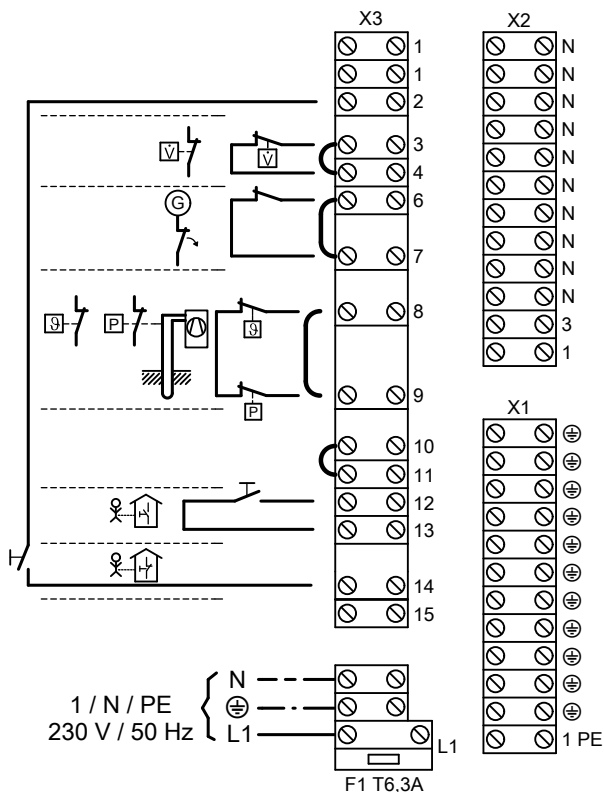 X3
1
1
2
3
4
6
7
8
9
10
11
12
13
14
15
V̇
V̇
G
ϑ
P
ϑ
P
X2
N
N
N
N
N
N
N
N
N
N
3
1
X1
1 PE
1 / N / PE
230 V / 50 Hz
N
L1
L1
F1 T6,3A